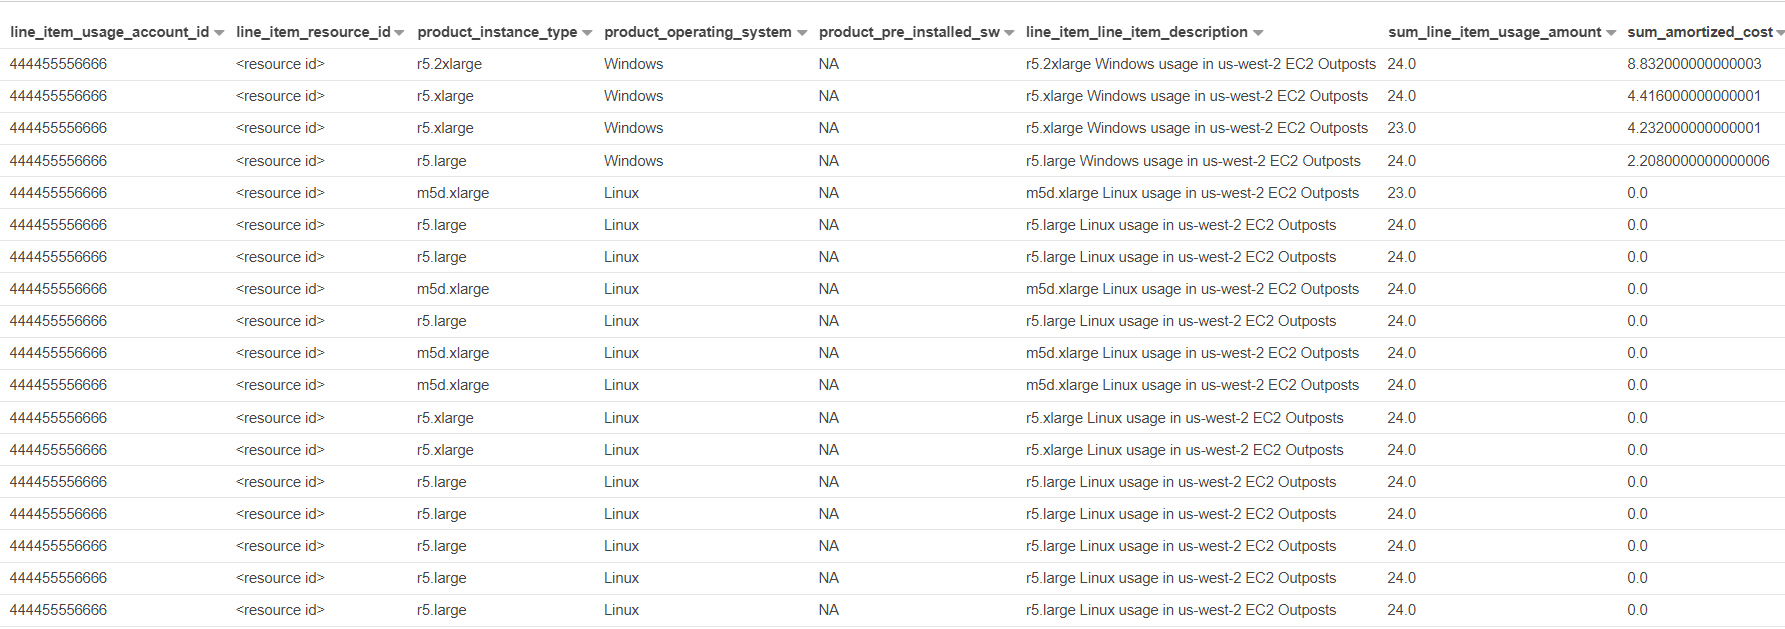 line_item_usage_account_id line_item_resource_id product_instance_type product_operating_system product_pre_installed_sw line_item_line_item_description sum_line_item_usage_amount sum_amortized_cost
444455556666 <resource id> r5.2xlarge Windows NA r5.2xlarge Windows usage in us-west-2 EC2 Outposts 24.0 8.832000000000003
444455556666 <resource id> r5.xlarge Windows NA r5.xlarge Windows usage in us-west-2 EC2 Outposts 24.0 4.416000000000001
444455556666 <resource id> r5.xlarge Windows NA r5.xlarge Windows usage in us-west-2 EC2 Outposts 23.0 4.232000000000001
444455556666 <resource id> r5.large Windows NA r5.large Windows usage in us-west-2 EC2 Outposts 24.0 2.2080000000000006
444455556666 <resource id> m5d.xlarge Linux NA m5d.xlarge Linux usage in us-west-2 EC2 Outposts 23.0 0.0
444455556666 <resource id> r5.large Linux NA r5.large Linux usage in us-west-2 EC2 Outposts 24.0 0.0
444455556666 <resource id> r5.large Linux NA r5.large Linux usage in us-west-2 EC2 Outposts 24.0 0.0
444455556666 <resource id> m5d.xlarge Linux NA m5d.xlarge Linux usage in us-west-2 EC2 Outposts 24.0 0.0
444455556666 <resource id> r5.large Linux NA r5.large Linux usage in us-west-2 EC2 Outposts 24.0 0.0
444455556666 <resource id> m5d.xlarge Linux NA m5d.xlarge Linux usage in us-west-2 EC2 Outposts 24.0 0.0
444455556666 <resource id> m5d.xlarge Linux NA m5d.xlarge Linux usage in us-west-2 EC2 Outposts 24.0 0.0
444455556666 <resource id> r5.xlarge Linux NA r5.xlarge Linux usage in us-west-2 EC2 Outposts 24.0 0.0
444455556666 <resource id> r5.xlarge Linux NA r5.xlarge Linux usage in us-west-2 EC2 Outposts 24.0 0.0
444455556666 <resource id> r5.large Linux NA r5.large Linux usage in us-west-2 EC2 Outposts 24.0 0.0
444455556666 <resource id> r5.large Linux NA r5.large Linux usage in us-west-2 EC2 Outposts 24.0 0.0
444455556666 <resource id> r5.large Linux NA r5.large Linux usage in us-west-2 EC2 Outposts 24.0 0.0
444455556666 <resource id> r5.large Linux NA r5.large Linux usage in us-west-2 EC2 Outposts 24.0 0.0
444455556666 <resource id> r5.large Linux NA r5.large Linux usage in us-west-2 EC2 Outposts 24.0 0.0